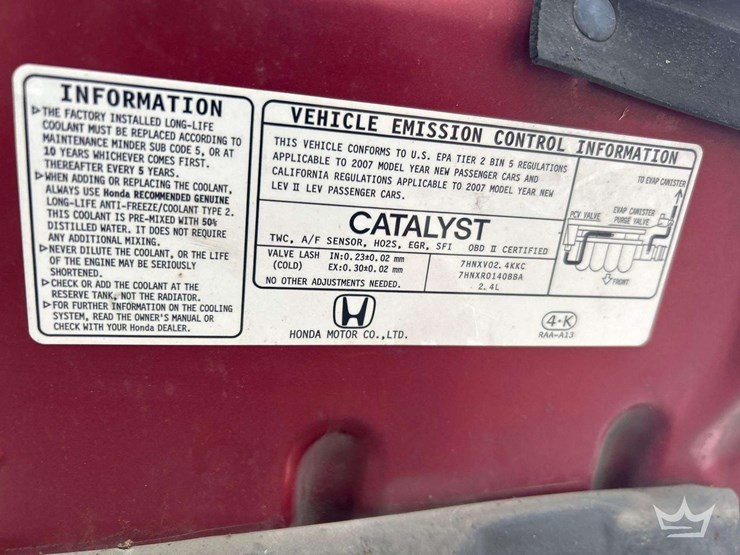 INFORMATION
▷THE FACTORY INSTALLED LONG-LIFE
COOLANT MUST BE REPLACED ACCORDING TO
MAINTENANCE MINDER SUB CODE 5, OR AT
10 YEARS WHICHEVER COMES FIRST.
THEREAFTER EVERY 5 YEARS.
▷WHEN ADDING OR REPLACING THE COOLANT,
ALWAYS USE Honda RECOMMENDED GENUINE
LONG-LIFE ANTI-FREEZE/COOLANT TYPE 2.
THIS COOLANT IS PRE-MIXED WITH 50%
DISTILLED WATER. IT DOES NOT REQUIRE
ANY ADDITIONAL MIXING.
▷NEVER DILUTE THE COOLANT, OR THE LIFE
OF THE ENGINE MAY BE SERIOUSLY
SHORTENED.
▷CHECK OR ADD THE COOLANT AT THE
RESERVE TANK, NOT THE RADIATOR.
▷FOR FURTHER INFORMATION ON THE COOLING
SYSTEM, READ THE OWNER'S MANUAL OR
CHECK WITH YOUR Honda DEALER.
VEHICLE EMISSION CONTROL INFORMATION
THIS VEHICLE CONFORMS TO U.S. EPA TIER 2 BIN 5 REGULATIONS
APPLICABLE TO 2007 MODEL YEAR NEW PASSENGER CARS AND
CALIFORNIA REGULATIONS APPLICABLE TO 2007 MODEL YEAR NEW
LEV II LEV PASSENGER CARS.
CATALYST
TWC, A/F SENSOR, HO2S, EGR, SFI OBD II CERTIFIED
VALVE LASH IN:0.23±0.02 mm
(COLD) EX:0.30±0.02 mm
NO OTHER ADJUSTMENTS NEEDED.
7HNXV02.4KKC
7HNXR0140BBA
2.4L
TO EVAP CANISTER
PCV VALVE
EVAP CANISTER
PURGE VALVE
FRONT
HONDA MOTOR CO.,LTD.
4-K
RAA-A13